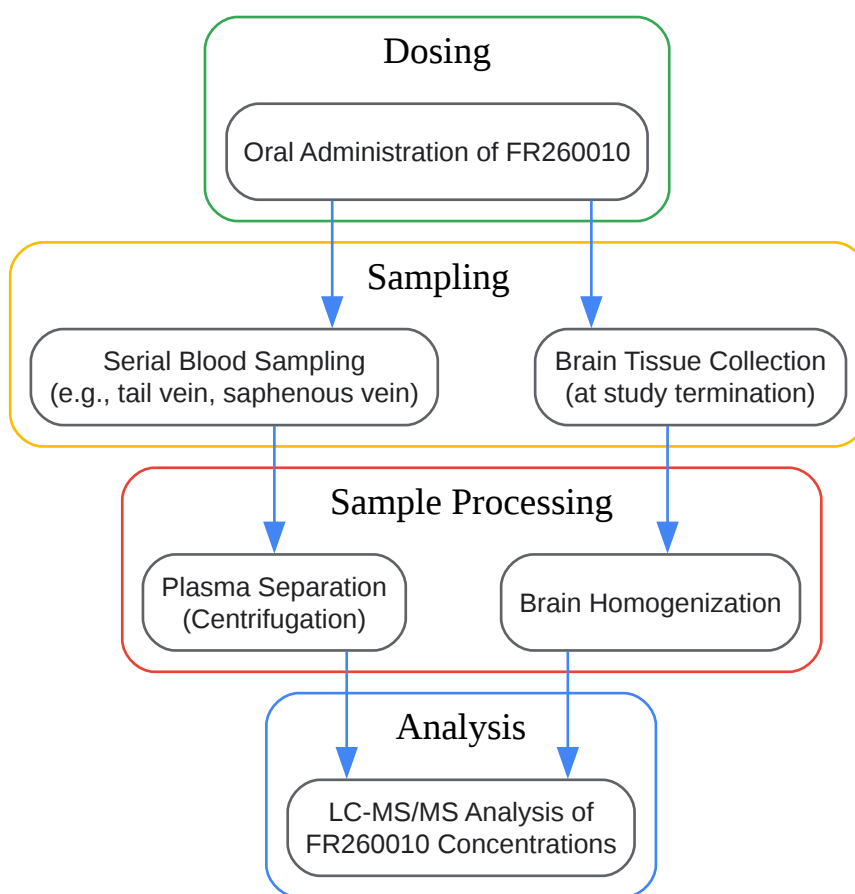 Dosing
Oral Administration of FR260010
Sampling
Serial Blood Sampling
(e.g., tail vein, saphenous vein)
Brain Tissue Collection
(at study termination)
Sample Processing
Plasma Separation
(Centrifugation)
Brain Homogenization
Analysis
LC-MS/MS Analysis of
FR260010 Concentrations